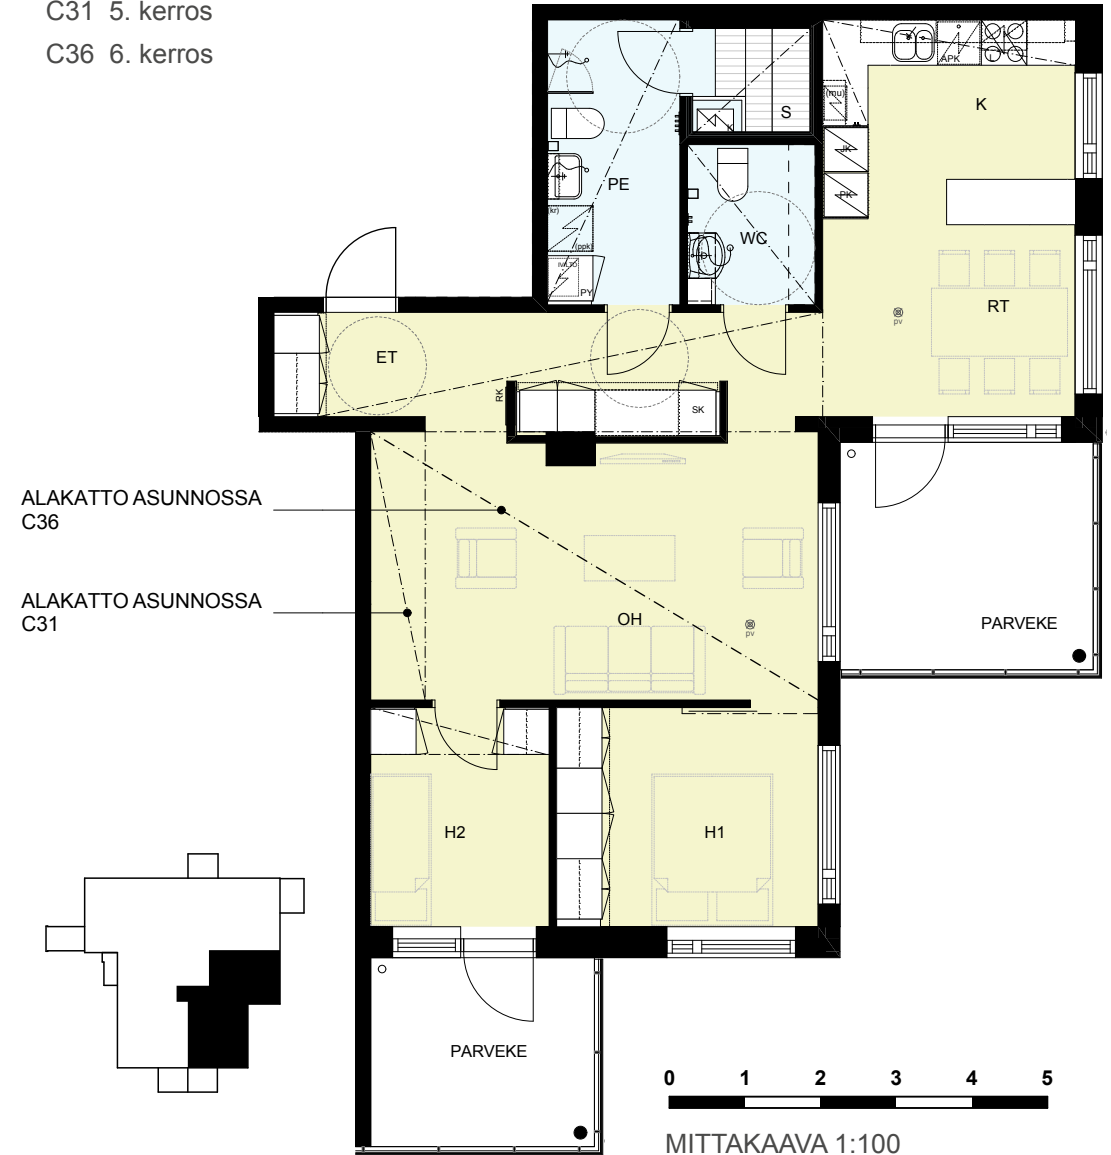 C31 5. kerros
C36 6. kerros
K
APK
(mu)
S
JK
PK
PE
WC
(kr)
(ppk)
PY
RT
pv
ET
RK
SK
ALAKATTO ASUNNOSSA
C36
ALAKATTO ASUNNOSSA
C31
OH
pv
PARVEKE
H2
H1
PARVEKE
0 1 2 3 4 5
MITTAKAAVA 1:100